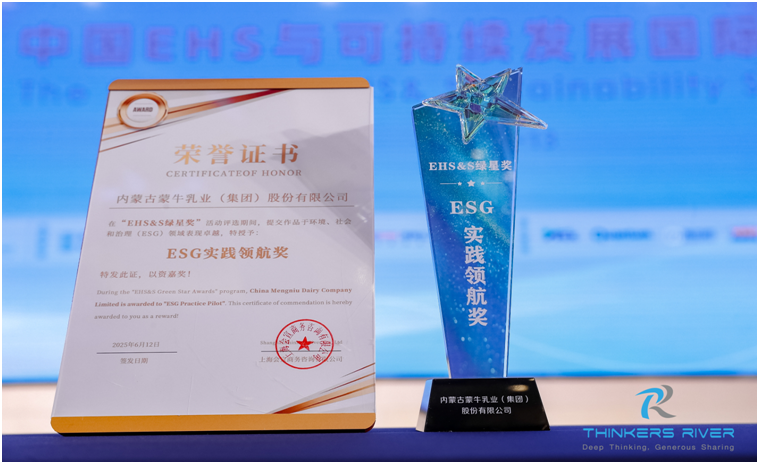 中国EHS与可持续发展国际
The
& Sustainability S
AWARD
荣誉证书
CERTIFICATEOF HONOR
内蒙古蒙牛乳业（集团）股份有限公司
在“EHS&S绿星奖”活动评选期间，提交作品于环境、社会
和治理（ESG）领域表现卓越，特授予：
ESG实践领航奖
特发此证，以资嘉奖！
During the "EHS&S Green Star Awards" program, China Mengniu Dairy Company
Limited is awarded to "ESG Practice Pilot". This certificate of commendation is hereby
awarded to you as a reward!
2025年6月12日
颁发日期
EHS&S绿星奖
ESG
实践领航奖
内蒙古蒙牛乳业（集团）
股份有限公司
THINKERS RIVER
Deep Thinking, Generous Sharing